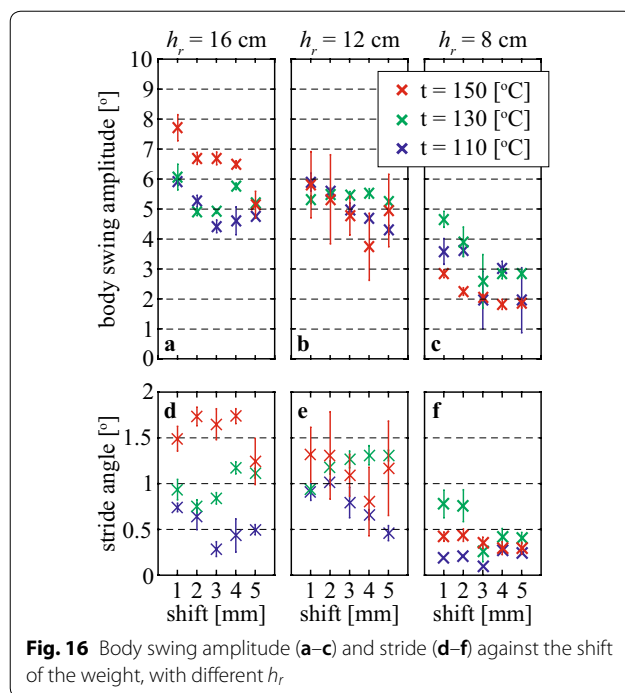 h_r = 16 cm h_r = 12 cm h_r = 8 cm
body swing amplitude [°]
10
9
8
7
6
5
4
3
2
1
0
a
b
c
t = 150 [°C]
t = 130 [°C]
t = 110 [°C]
stride angle [°]
2
1.5
1
0.5
0
d
e
f
1 2 3 4 5 1 2 3 4 5 1 2 3 4 5
shift [mm] shift [mm] shift [mm]
Fig. 16 Body swing amplitude (a–c) and stride (d–f) against the shift
of the weight, with different h_r